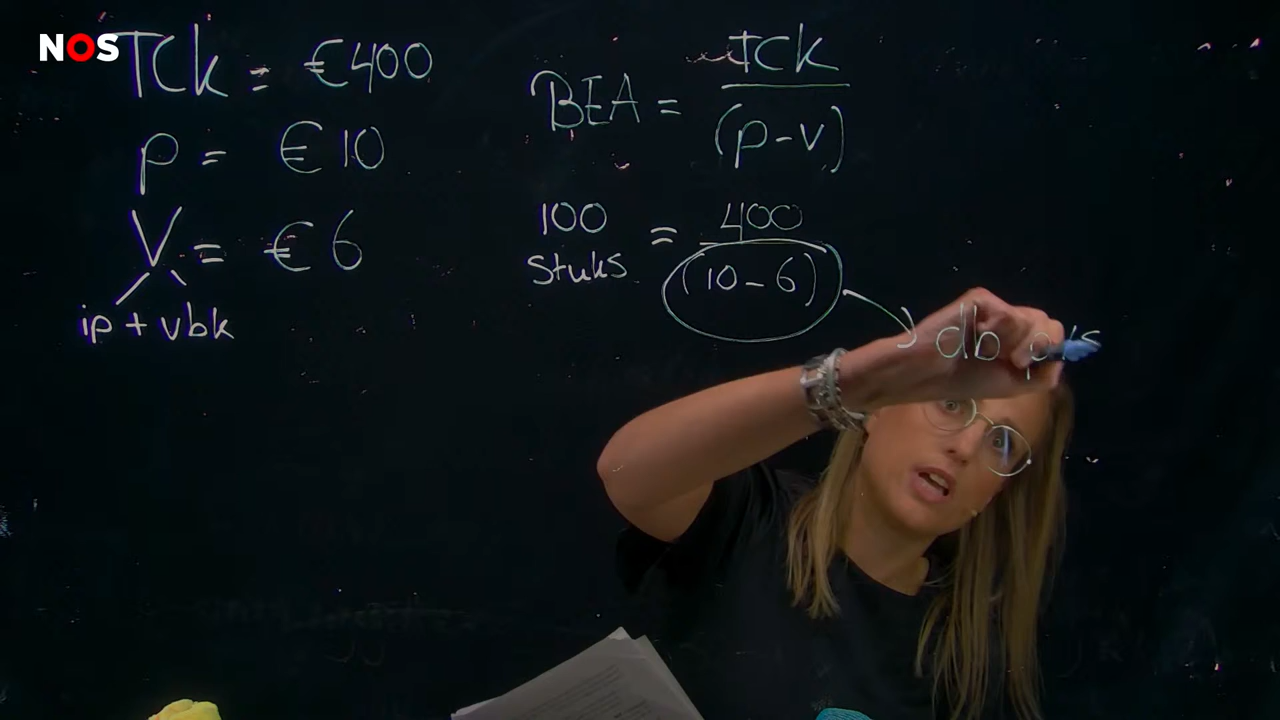 NOS
TCK = €400
p = €10
V = €6
ip + vbk
BEA = TCK
(p-v)
100 stuks = 400
(10-6)
db